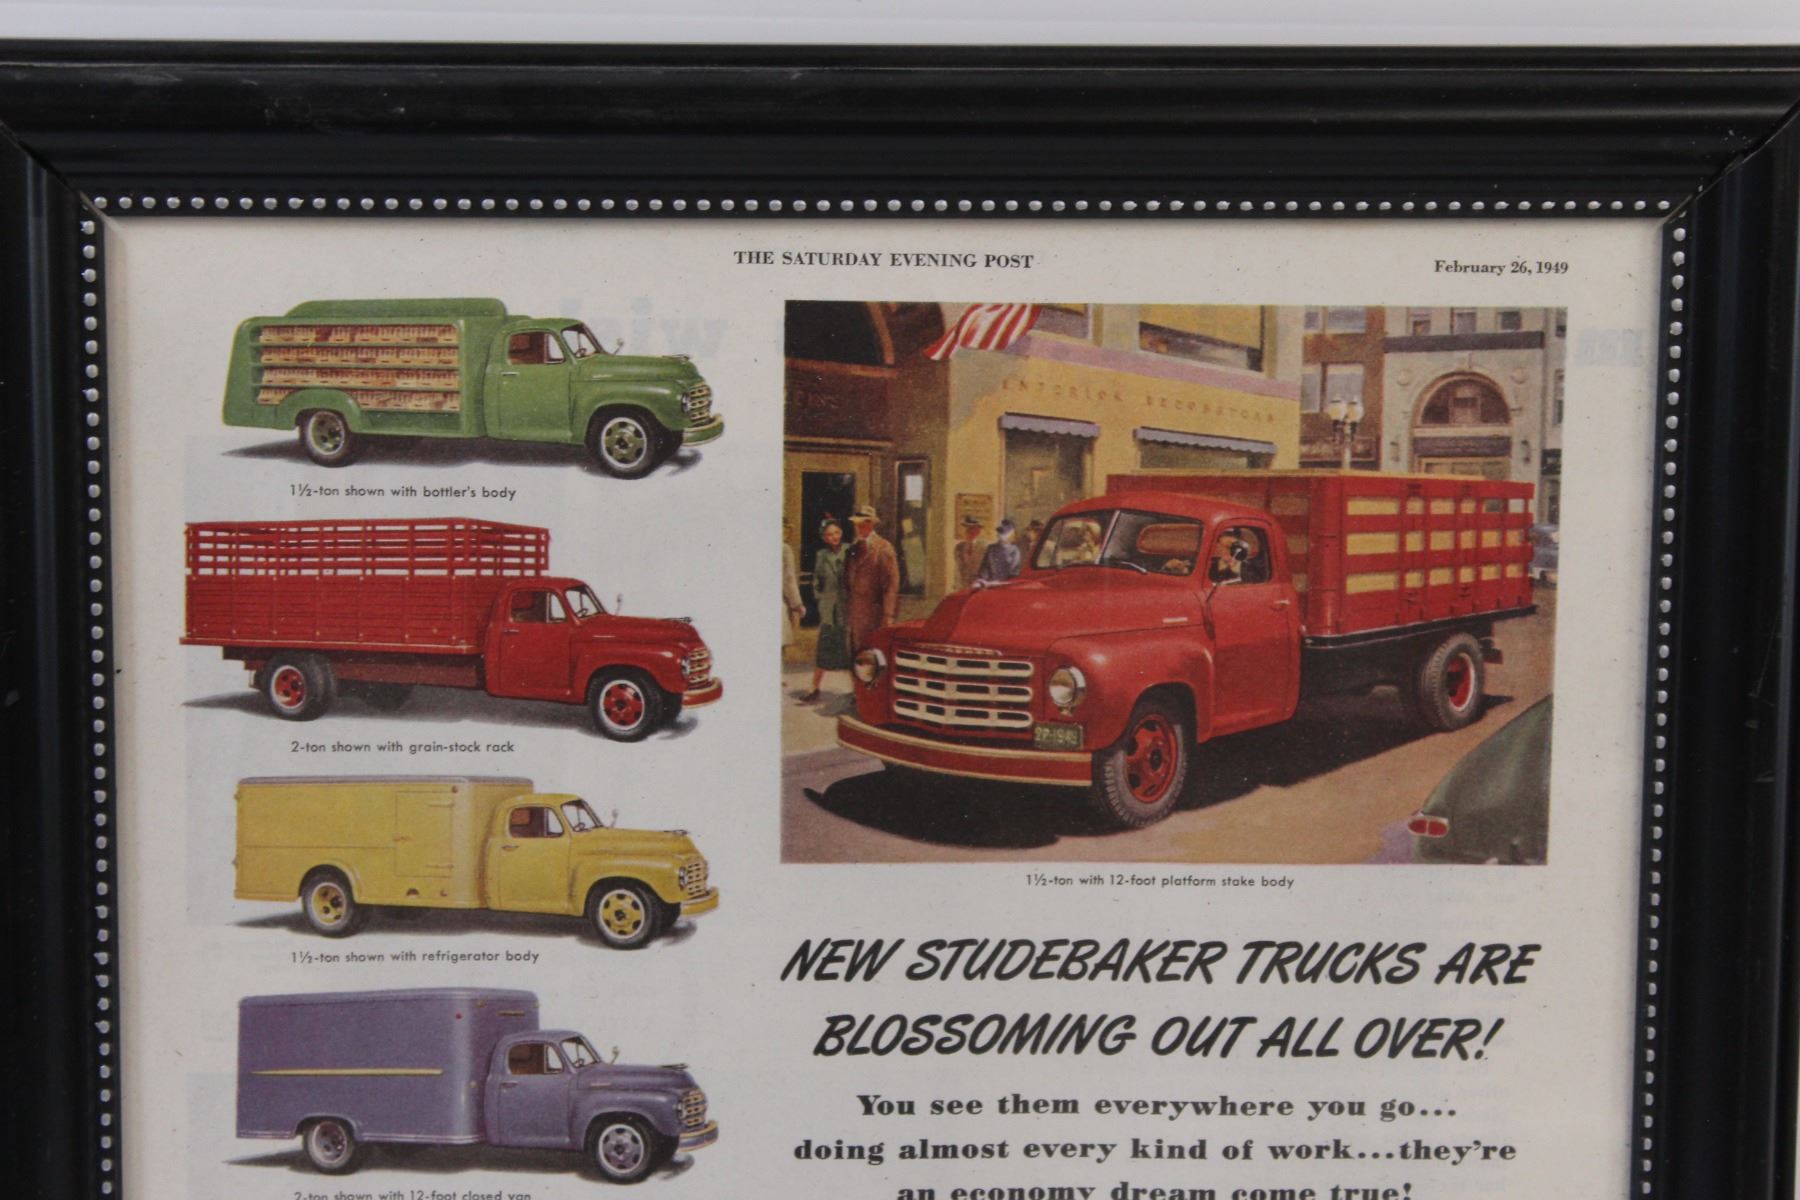 THE SATURDAY EVENING POST
February 26, 1949
1½-ton shown with bottler's body
2-ton shown with grain-stock rack
1½-ton shown with refrigerator body
2-ton shown with 12-foot closed van
INTERIOR DECORATORS
2P-1949
1½-ton with 12-foot platform stake body
NEW STUDEBAKER TRUCKS ARE
BLOSSOMING OUT ALL OVER!
You see them everywhere you go...
doing almost every kind of work...they're
an economy dream come true!